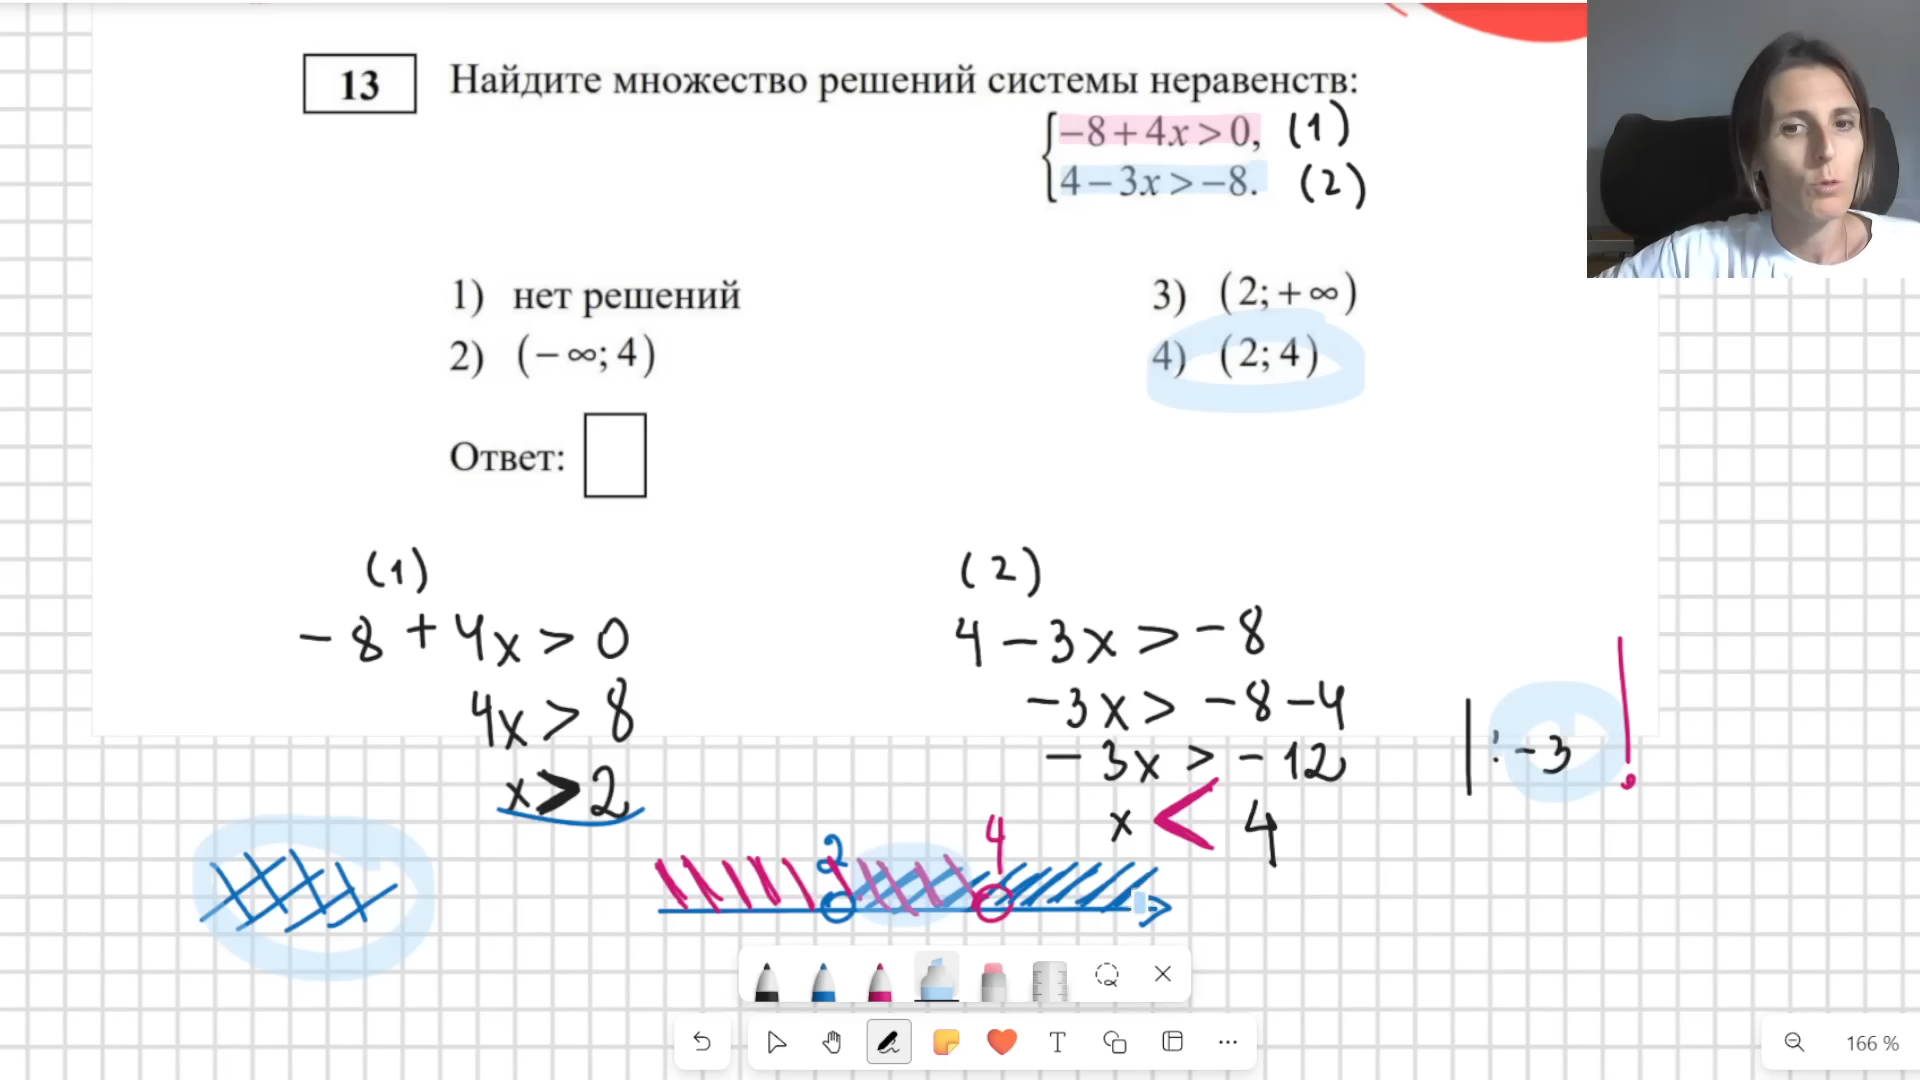 13 Найдите множество решений системы неравенств:
−8 + 4x > 0, (1)
4 − 3x > −8. (2)
1) нет решений
2) (− ∞; 4)
3) (2; + ∞)
4) (2; 4)
Ответ:
(1)
− 8 + 4x > 0
4x > 8
x > 2
(2)
4 − 3x > − 8
− 3x > − 8 − 4
− 3x > − 12 | : − 3 !
x < 4
2 4
166 %